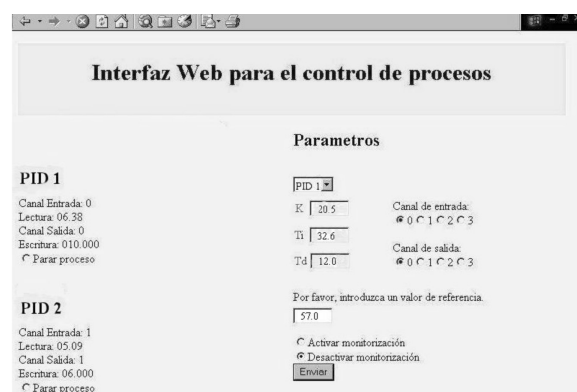 Interfaz Web para el control de procesos
Parametros
PID 1
Canal Entrada: 0
Lectura: 06.38
Canal Salida: 0
Escritura: 010.000
Parar proceso
PID 2
Canal Entrada: 1
Lectura: 05.09
Canal Salida: 1
Escritura: 06.000
Parar proceso
PID 1
K 20.5
Ti 32.6
Td 12.0
Canal de entrada:
0 1 2 3
Canal de salida:
0 1 2 3
Por favor, introduzca un valor de referencia.
57.0
Activar monitorización
Desactivar monitorización
Enviar